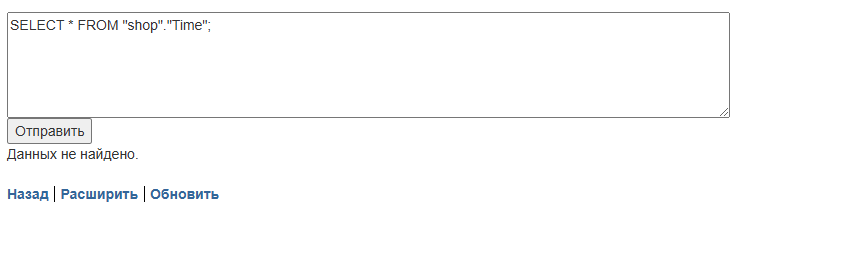 SELECT * FROM "shop"."Time";
Отправить
Данных не найдено.
Назад | Расширить | Обновить